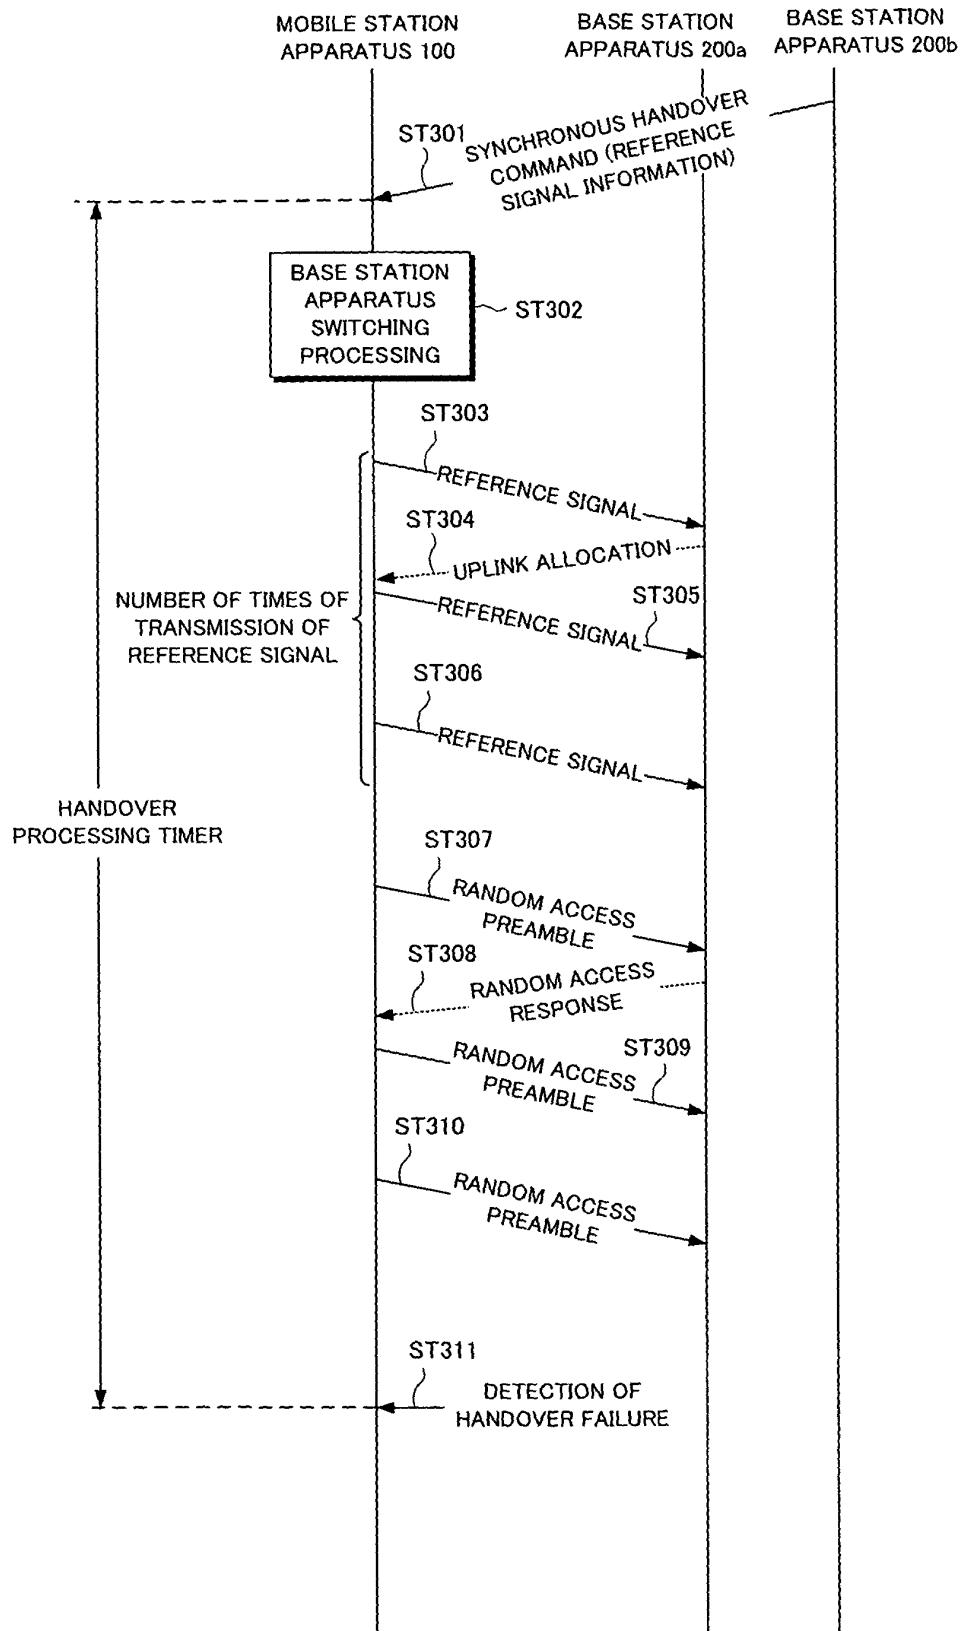 MOBILE STATION
APPARATUS 100
BASE STATION
APPARATUS 200a
BASE STATION
APPARATUS 200b
ST301
SYNCHRONOUS HANDOVER
COMMAND (REFERENCE
SIGNAL INFORMATION)
BASE STATION
APPARATUS
SWITCHING
PROCESSING
ST302
ST303
REFERENCE SIGNAL
ST304
UPLINK ALLOCATION
NUMBER OF TIMES OF
TRANSMISSION OF
REFERENCE SIGNAL
ST305
REFERENCE SIGNAL
ST306
REFERENCE SIGNAL
HANDOVER
PROCESSING TIMER
ST307
RANDOM ACCESS
PREAMBLE
ST308
RANDOM ACCESS
RESPONSE
ST309
RANDOM ACCESS
PREAMBLE
ST310
RANDOM ACCESS
PREAMBLE
ST311
DETECTION OF
HANDOVER FAILURE